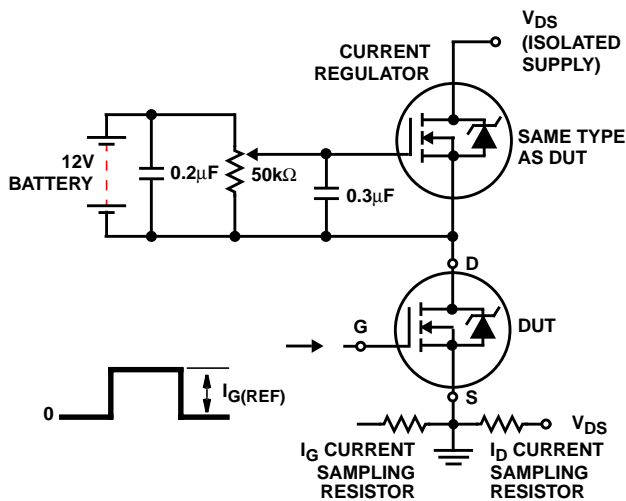 V_DS
(ISOLATED
SUPPLY)
CURRENT
REGULATOR
SAME TYPE
AS DUT
12V
BATTERY
0.2μF
50kΩ
0.3μF
D
G
DUT
I_G(REF)
0
S
V_DS
I_G CURRENT
SAMPLING
RESISTOR
I_D CURRENT
SAMPLING
RESISTOR